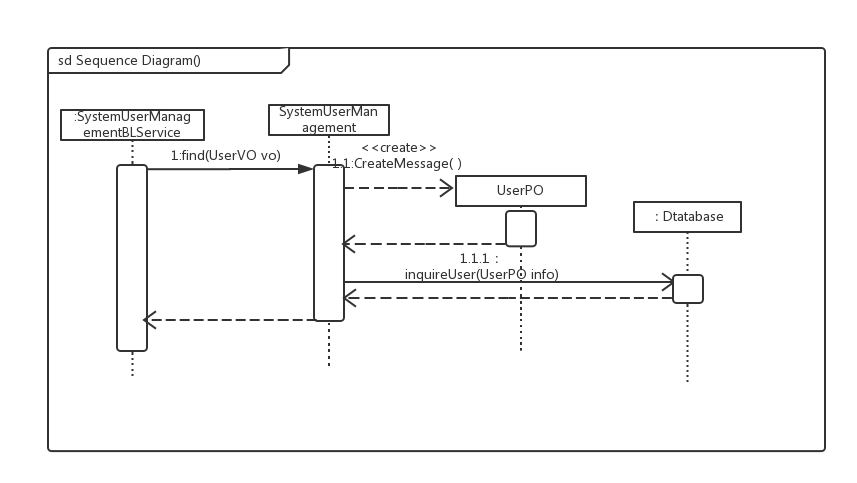 sd Sequence Diagram()
:SystemUserManag
ementBLService
SystemUserMan
agement
1:find(UserVO vo)
<<create>>
1.1:CreateMessage( )
UserPO
: Dtatabase
1.1.1 :
inquireUser(UserPO info)